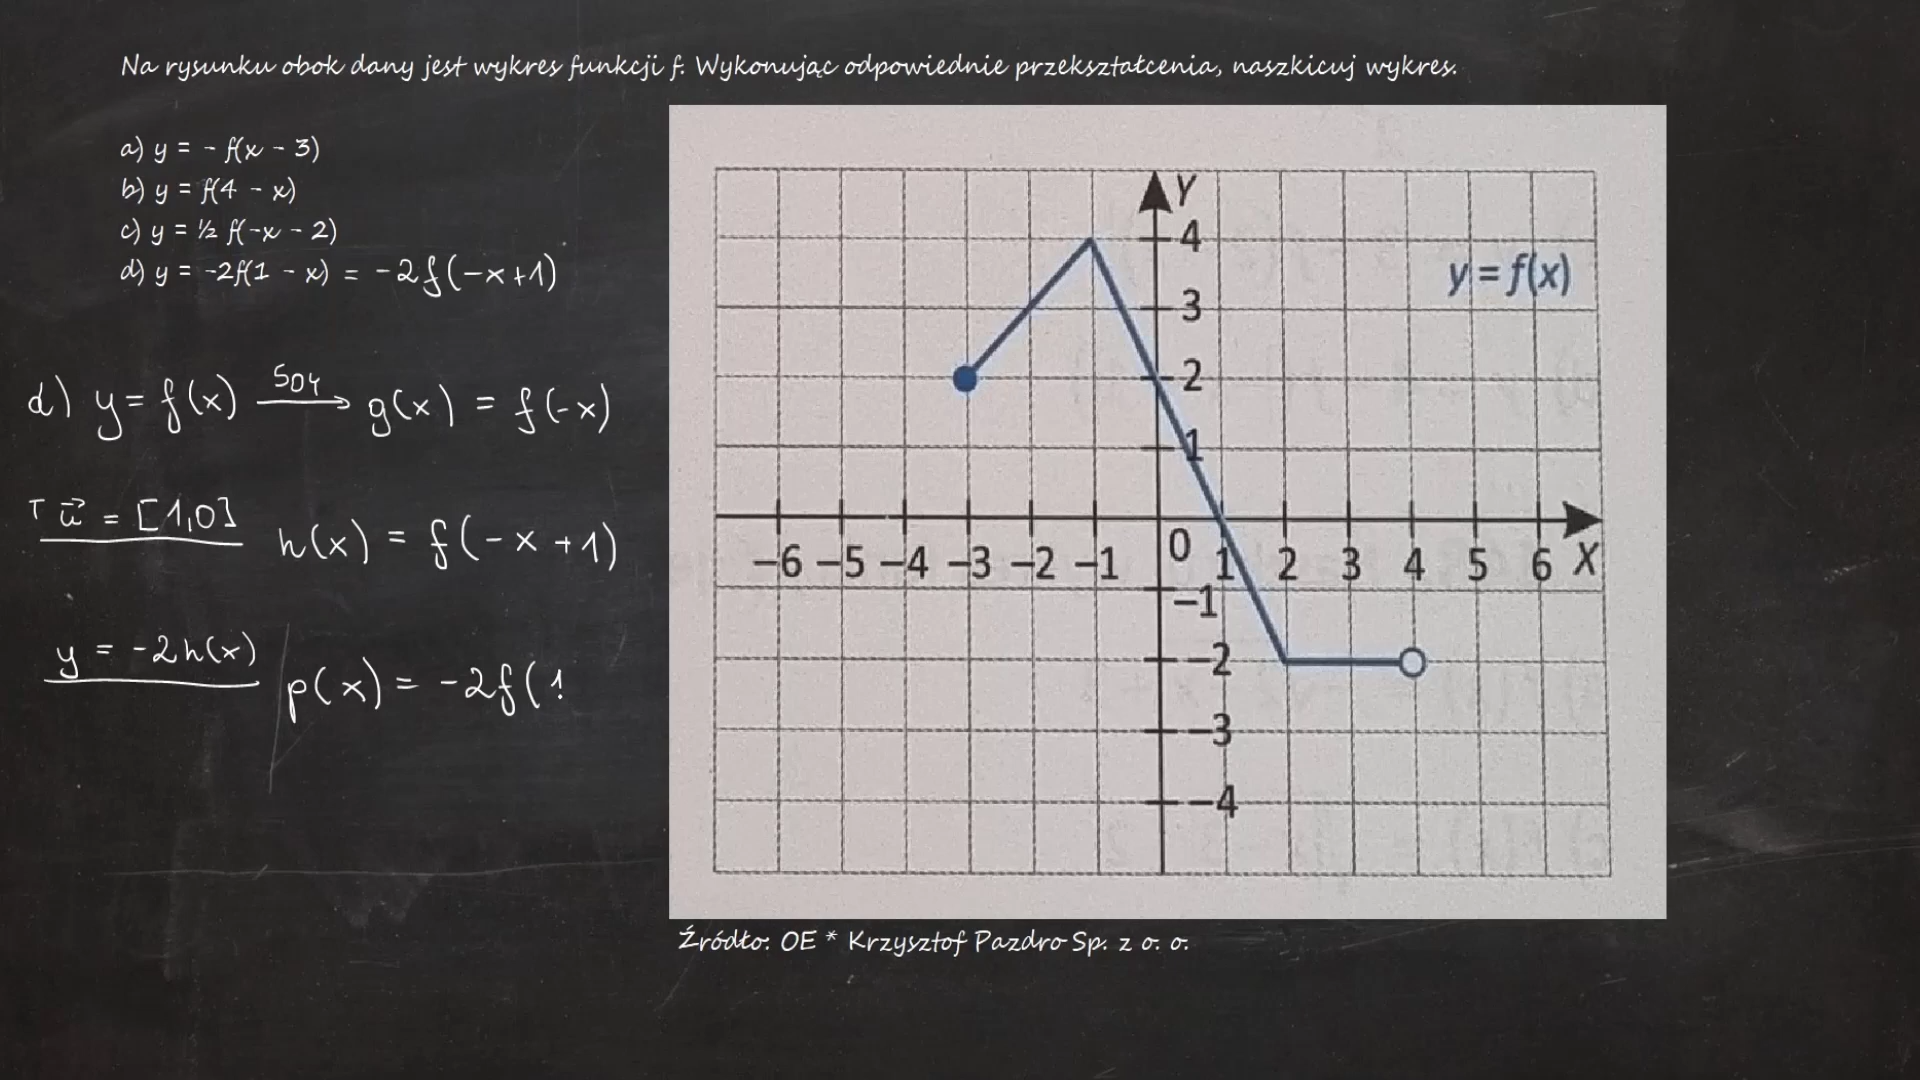 Na rysunku obok dany jest wykres funkcji f. Wykonując odpowiednie przekształcenia, naszkicuj wykres.
a) y = - f(x - 3)
b) y = f(4 - x)
c) y = ½ f(-x - 2)
d) y = -2f(1 - x) = -2f(-x+1)
d) y = f(x) SOY → g(x) = f(-x)
T u⃗ = [1,0] h(x) = f(-x+1)
y = -2h(x) p(x) = -2f(1
Y
4
y = f(x)
3
2
1
0
-6 -5 -4 -3 -2 -1 1 2 3 4 5 6 X
-1
-2
-3
-4
Źródło: OE * Krzysztof Pazdro Sp. z o. o.